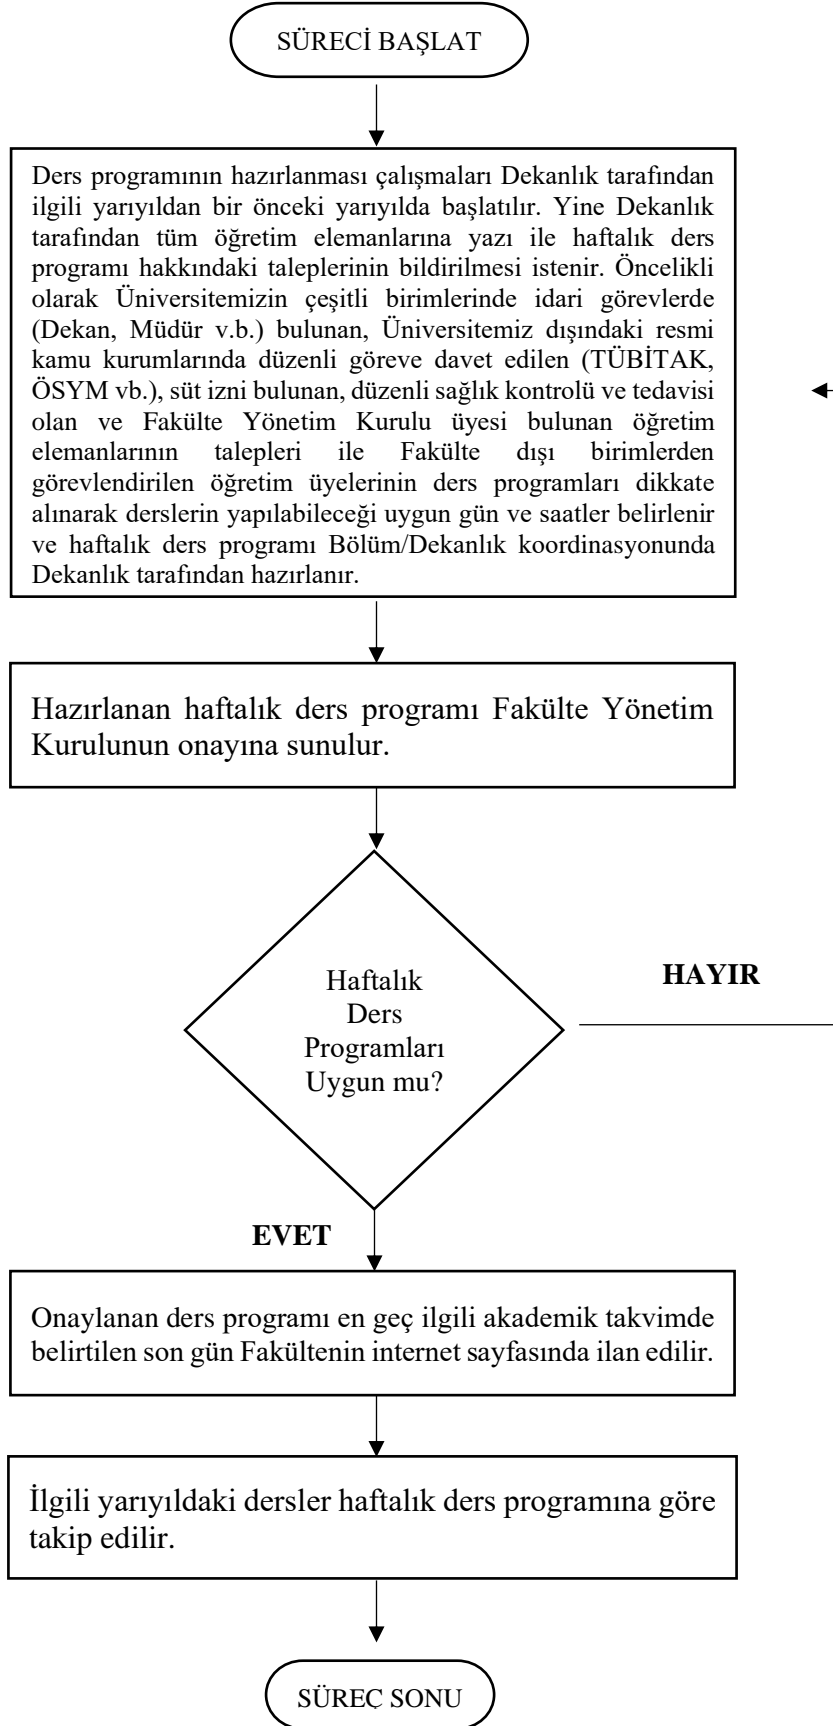 SÜRECİ BAŞLAT
Ders programının hazırlanması çalışmaları Dekanlık tarafından
ilgili yarıyıldan bir önceki yarıyılda başlatılır. Yine Dekanlık
tarafından tüm öğretim elemanlarına yazı ile haftalık ders
programı hakkındaki taleplerinin bildirilmesi istenir. Öncelikli
olarak Üniversitemizin çeşitli birimlerinde idari görevlerde
(Dekan, Müdür v.b.) bulunan, Üniversitemiz dışındaki resmi
kamu kurumlarında düzenli göreve davet edilen (TÜBİTAK,
ÖSYM vb.), süt izni bulunan, düzenli sağlık kontrolü ve tedavisi
olan ve Fakülte Yönetim Kurulu üyesi bulunan öğretim
elemanlarının talepleri ile Fakülte dışı birimlerden
görevlendirilen öğretim üyelerinin ders programları dikkate
alınarak derslerin yapılabileceği uygun gün ve saatler belirlenir
ve haftalık ders programı Bölüm/Dekanlık koordinasyonunda
Dekanlık tarafından hazırlanır.
Hazırlanan haftalık ders programı Fakülte Yönetim
Kurulunun onayına sunulur.
Haftalık
Ders
Programları
Uygun mu?
HAYIR
EVET
Onaylanan ders programı en geç ilgili akademik takvimde
belirtilen son gün Fakültenin internet sayfasında ilan edilir.
İlgili yarıyıldaki dersler haftalık ders programına göre
takip edilir.
SÜREÇ SONU